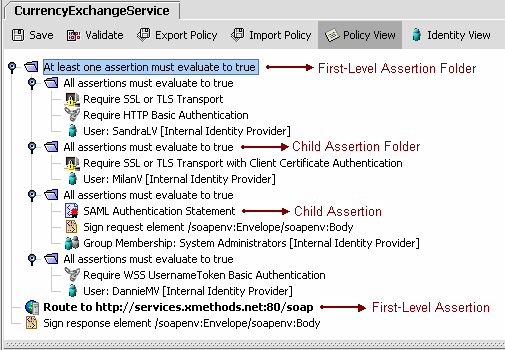 CurrencyExchangeService
Save Validate Export Policy Import Policy Policy View Identity View
At least one assertion must evaluate to true First-Level Assertion Folder
All assertions must evaluate to true
Require SSL or TLS Transport
Require HTTP Basic Authentication
User: SandraLV [Internal Identity Provider]
All assertions must evaluate to true Child Assertion Folder
Require SSL or TLS Transport with Client Certificate Authentication
User: MilanV [Internal Identity Provider]
All assertions must evaluate to true
SAML Authentication Statement Child Assertion
Sign request element /soapenv:Envelope/soapenv:Body
Group Membership: System Administrators [Internal Identity Provider]
All assertions must evaluate to true
Require WSS UsernameToken Basic Authentication
User: DannieMV [Internal Identity Provider]
Route to http://services.xmethods.net:80/soap First-Level Assertion
Sign response element /soapenv:Envelope/soapenv:Body